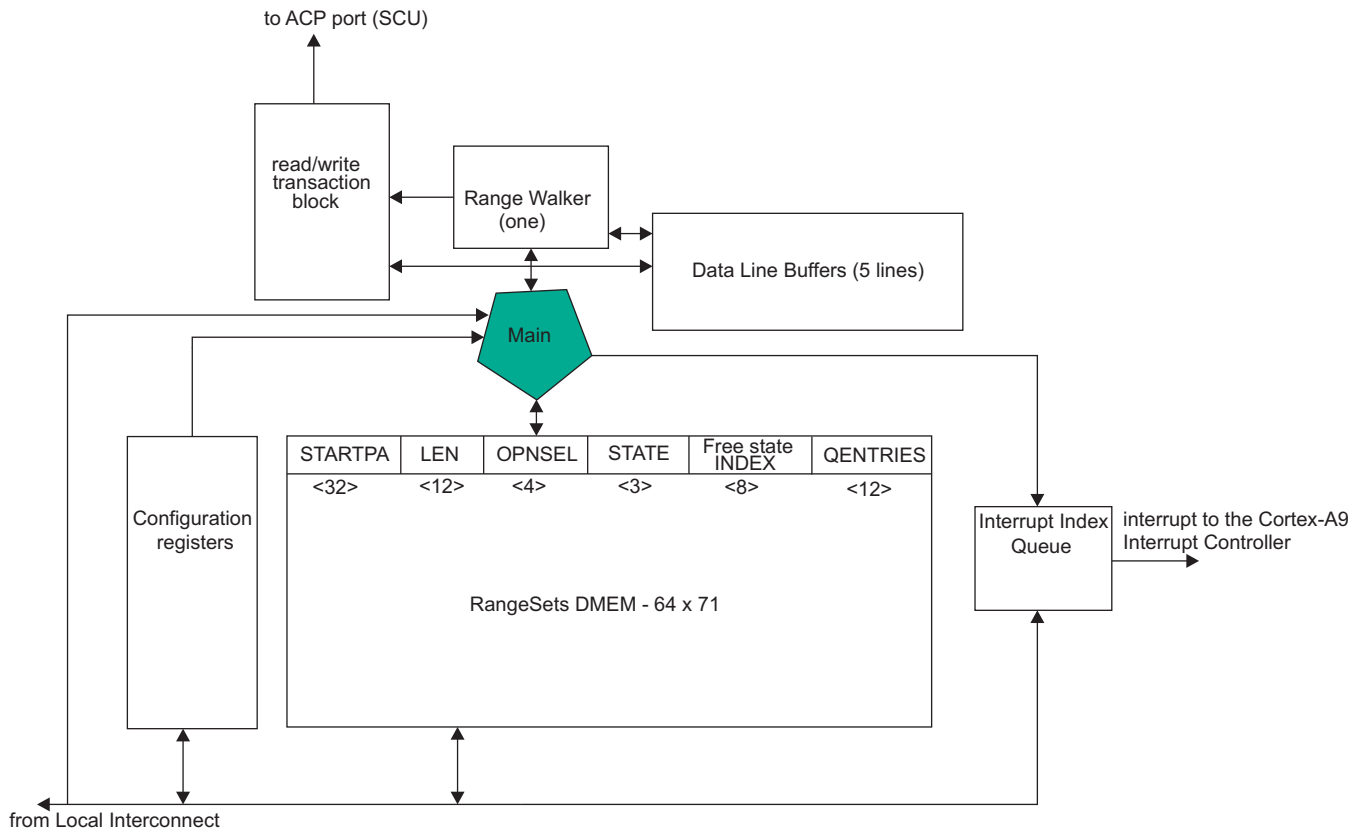 to ACP port (SCU)
read/write
transaction
block
Range Walker
(one)
Data Line Buffers (5 lines)
Main
STARTPA
LEN
OPNSEL
STATE
Free state
INDEX
QENTRIES
<32>
<12>
<4>
<3>
<8>
<12>
Configuration
registers
RangeSets DMEM - 64 x 71
Interrupt Index
Queue
interrupt to the Cortex-A9
Interrupt Controller
from Local Interconnect